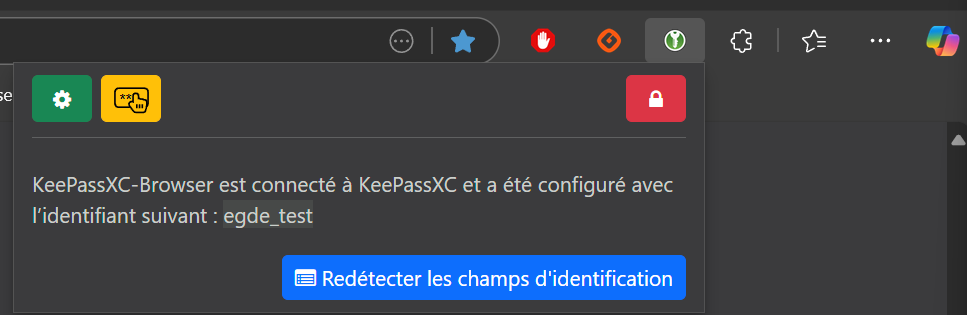 se
KeePassXC-Browser est connecté à KeePassXC et a été configuré avec
l’identifiant suivant : egde_test
Redétecter les champs d'identification